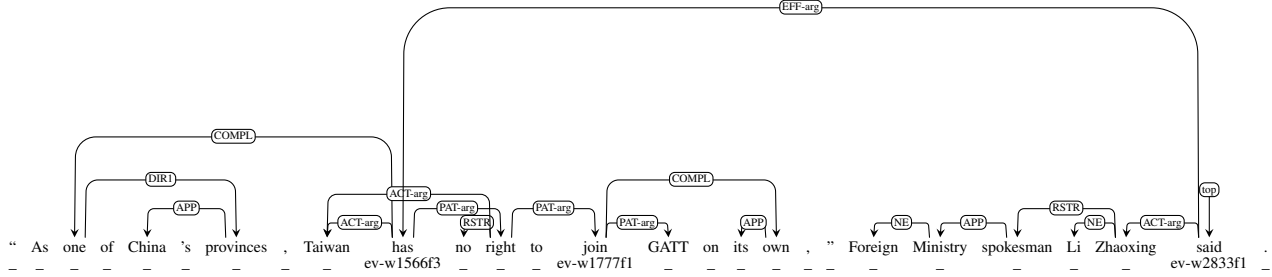 EFF-arg
COMPL
DIR1 COMPL
ACT-arg top
APP PAT-arg PAT-arg RSTR
ACT-arg RSTR PAT-arg APP NE APP NE ACT-arg
“ As one of China ’s provinces , Taiwan has no right to join GATT on its own , ” Foreign Ministry spokesman Li Zhaoxing said .
_ _ _ _ _ _ _ _ _ ev-w1566f3 _ _ _ ev-w1777f1 _ _ _ _ _ _ _ _ _ _ _ ev-w2833f1 _